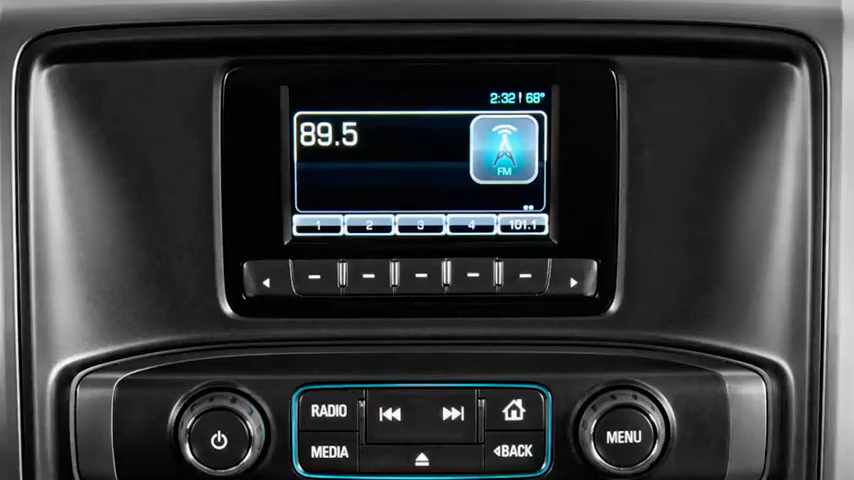 2:32 | 68°
89.5
FM
1 2 3 4 101.1
RADIO
MEDIA
BACK
MENU